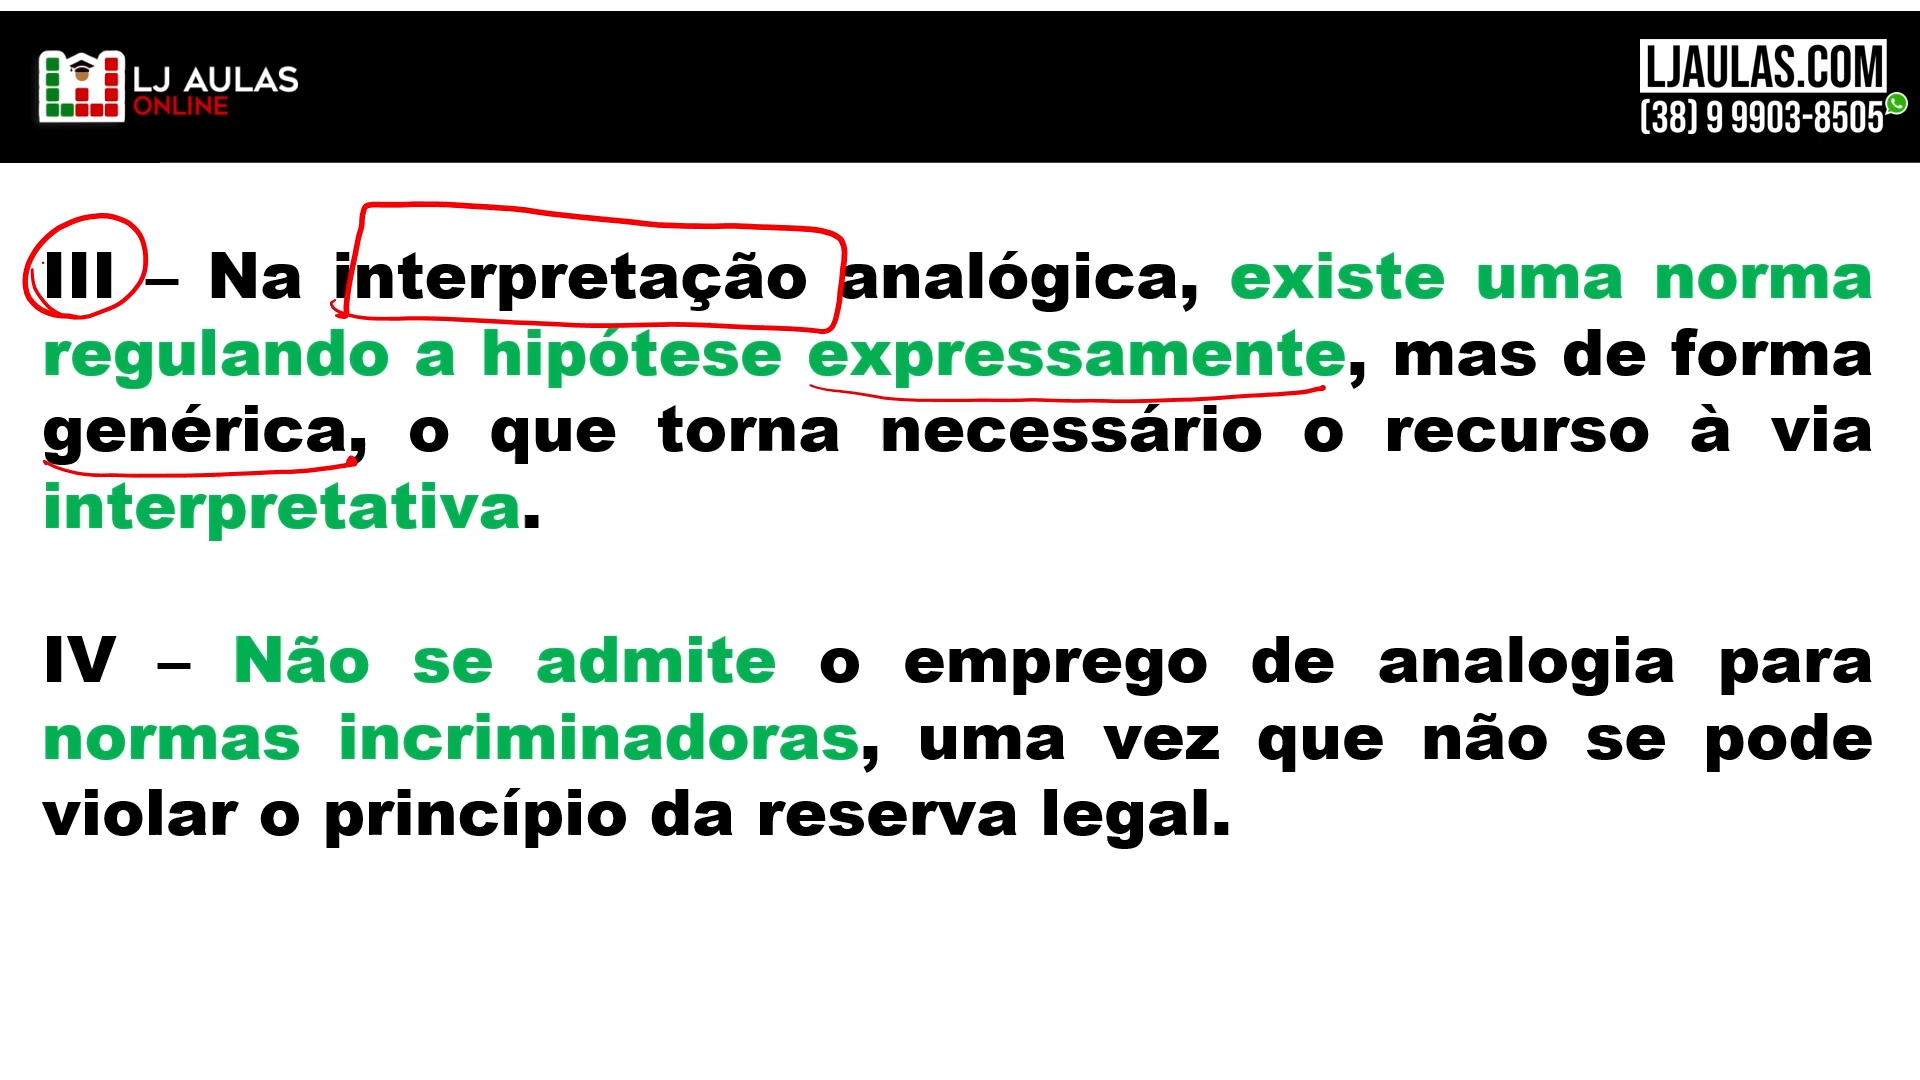 LJ AULAS
ONLINE
LJAULAS.COM
(38) 9 9903-8505
III – Na interpretação analógica, existe uma norma
regulando a hipótese expressamente, mas de forma
genérica, o que torna necessário o recurso à via
interpretativa.
IV – Não se admite o emprego de analogia para
normas incriminadoras, uma vez que não se pode
violar o princípio da reserva legal.